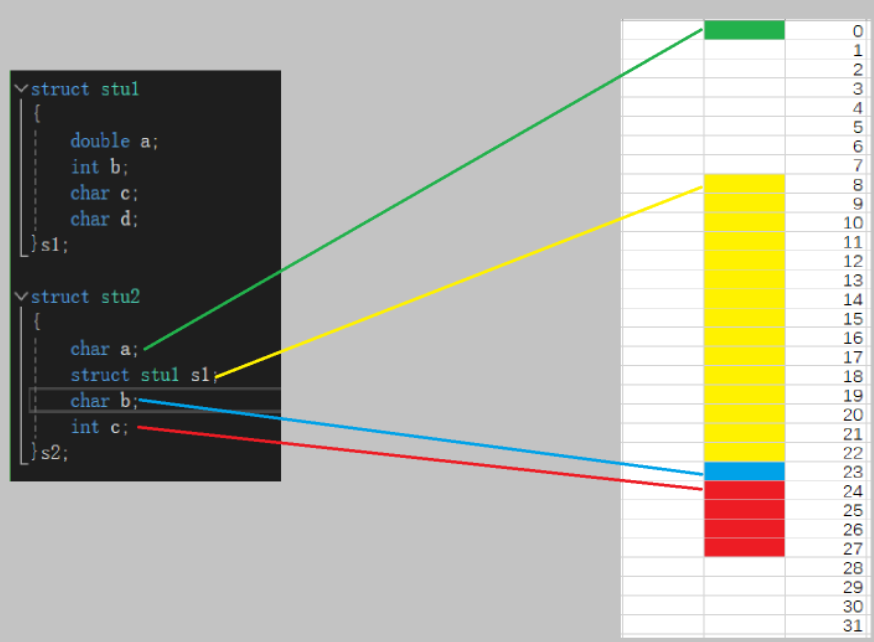 struct stu1
{
double a;
int b;
char c;
char d;
}s1;
struct stu2
{
char a;
struct stu1 s1;
char b;
int c;
}s2;
0
1
2
3
4
5
6
7
8
9
10
11
12
13
14
15
16
17
18
19
20
21
22
23
24
25
26
27
28
29
30
31